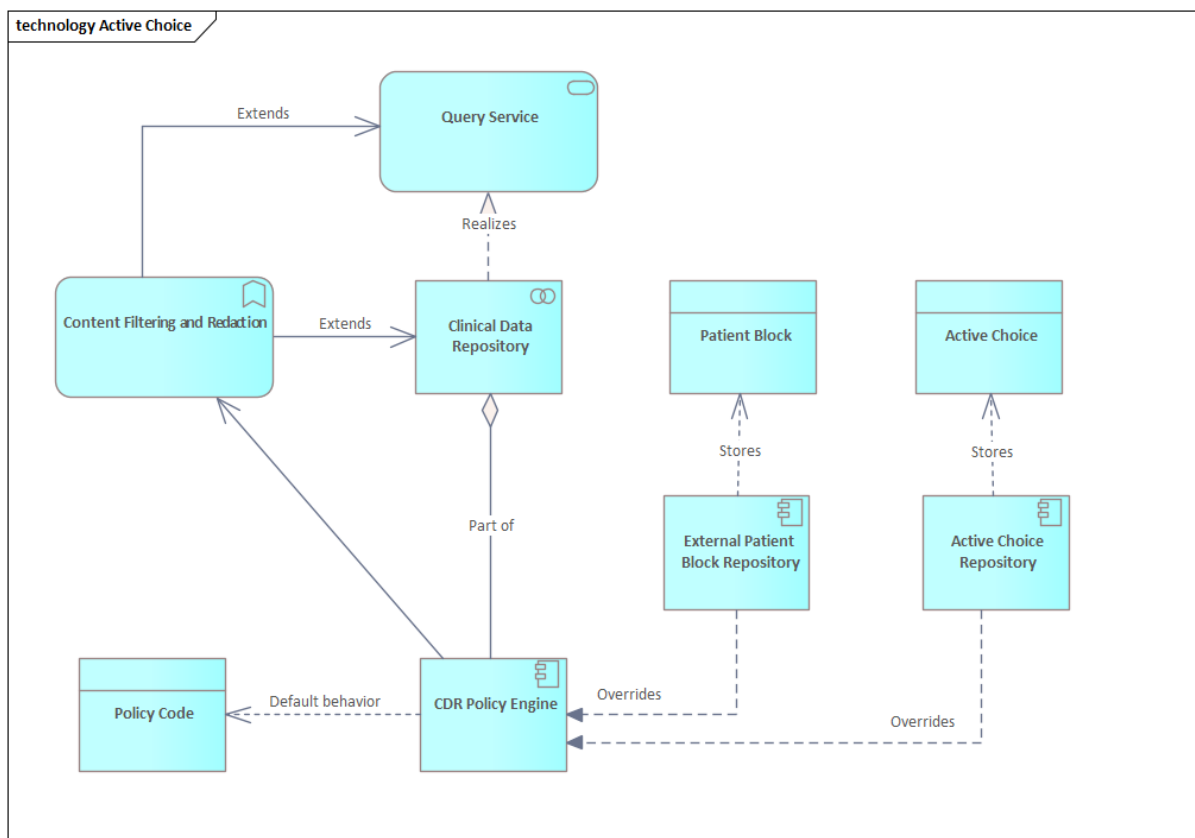 technology Active Choice
Extends
Query Service
Realizes
Content Filtering and Redaction
Extends
Clinical Data
Repository
Patient Block
Active Choice
Stores
Stores
Part of
External Patient
Block Repository
Active Choice
Repository
Policy Code
Default behavior
CDR Policy Engine
Overrides
Overrides